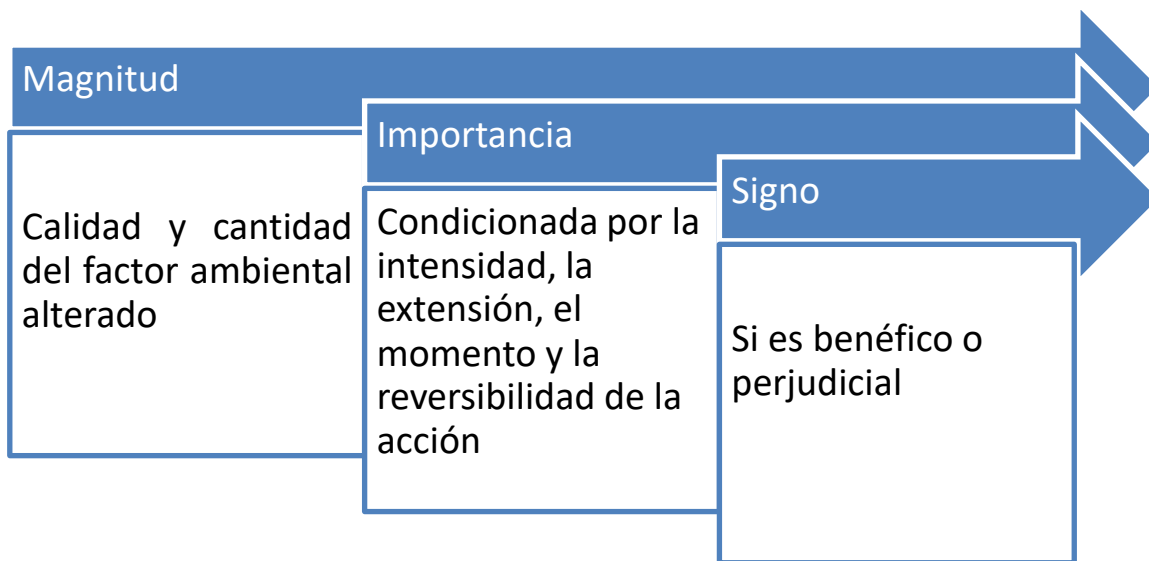 Magnitud
Calidad y cantidad
del factor ambiental
alterado
Importancia
Condicionada por la
intensidad, la
extensión, el
momento y la
reversibilidad de la
acción
Signo
Si es benéfico o
perjudicial